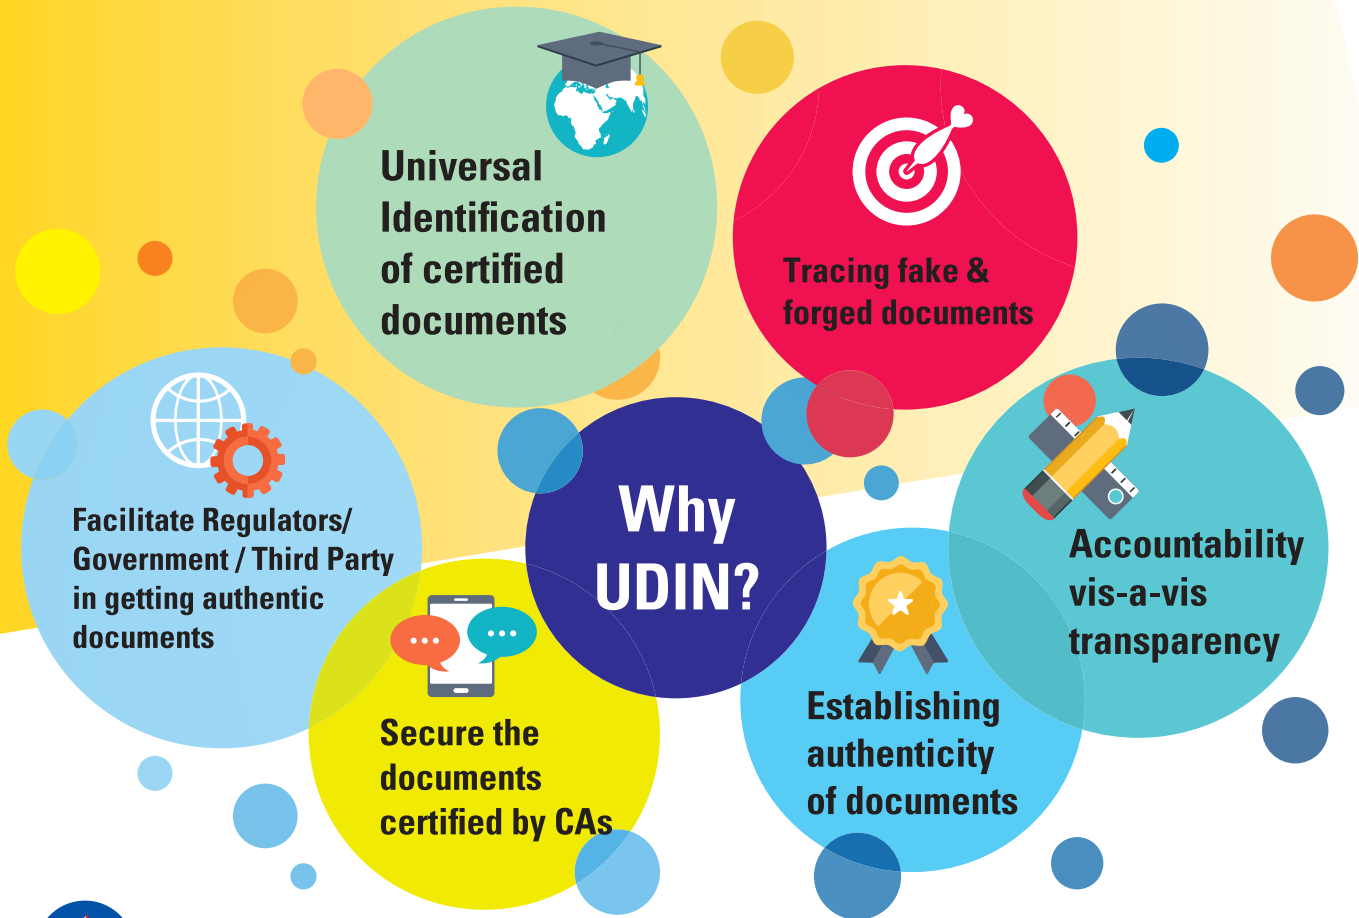 Universal
Identification
of certified
documents
Tracing fake &
forged documents
Facilitate Regulators/
Government / Third Party
in getting authentic
documents
Why
UDIN?
Accountability
vis-a-vis
transparency
Secure the
documents
certified by CAs
Establishing
authenticity
of documents